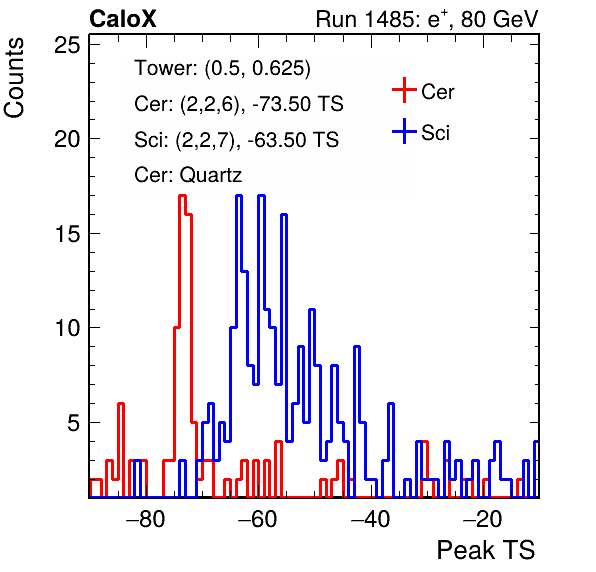 CaloX Run 1485: e⁺, 80 GeV
Counts
25
20
15
10
5
Tower: (0.5, 0.625)
Cer: (2,2,6), -73.50 TS
Sci: (2,2,7), -63.50 TS
Cer: Quartz
Cer
Sci
−80 −60 −40 −20
Peak TS